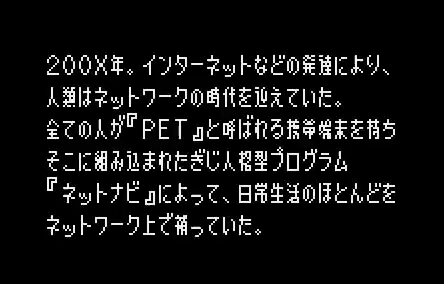 200X年。インターネットなどの発達により、
人類はネットワークの時代を迎えていた。
全ての人が『PET』と呼ばれる携帯端末を持ち
そこに組み込まれたぎじ人格型プログラム
『ネットナビ』によって、日常生活のほとんどを
ネットワーク上で補っていた。